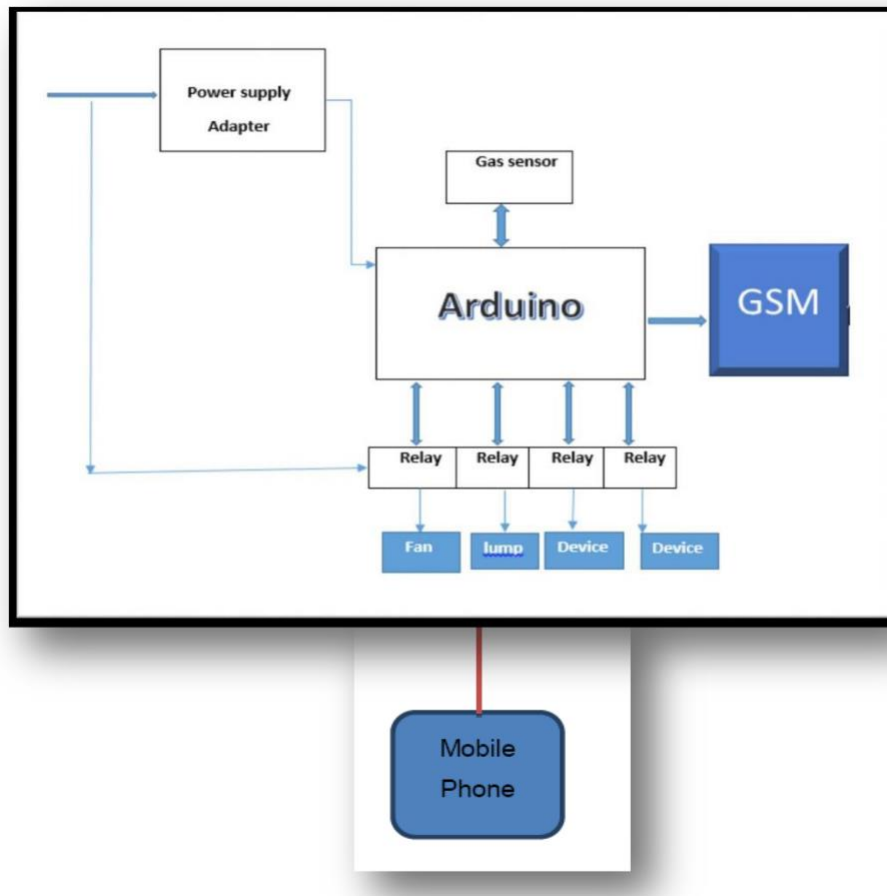 Power supply
Adapter
Gas sensor
Arduino
GSM
Relay
Relay
Relay
Relay
Fan
lump
Device
Device
Mobile
Phone